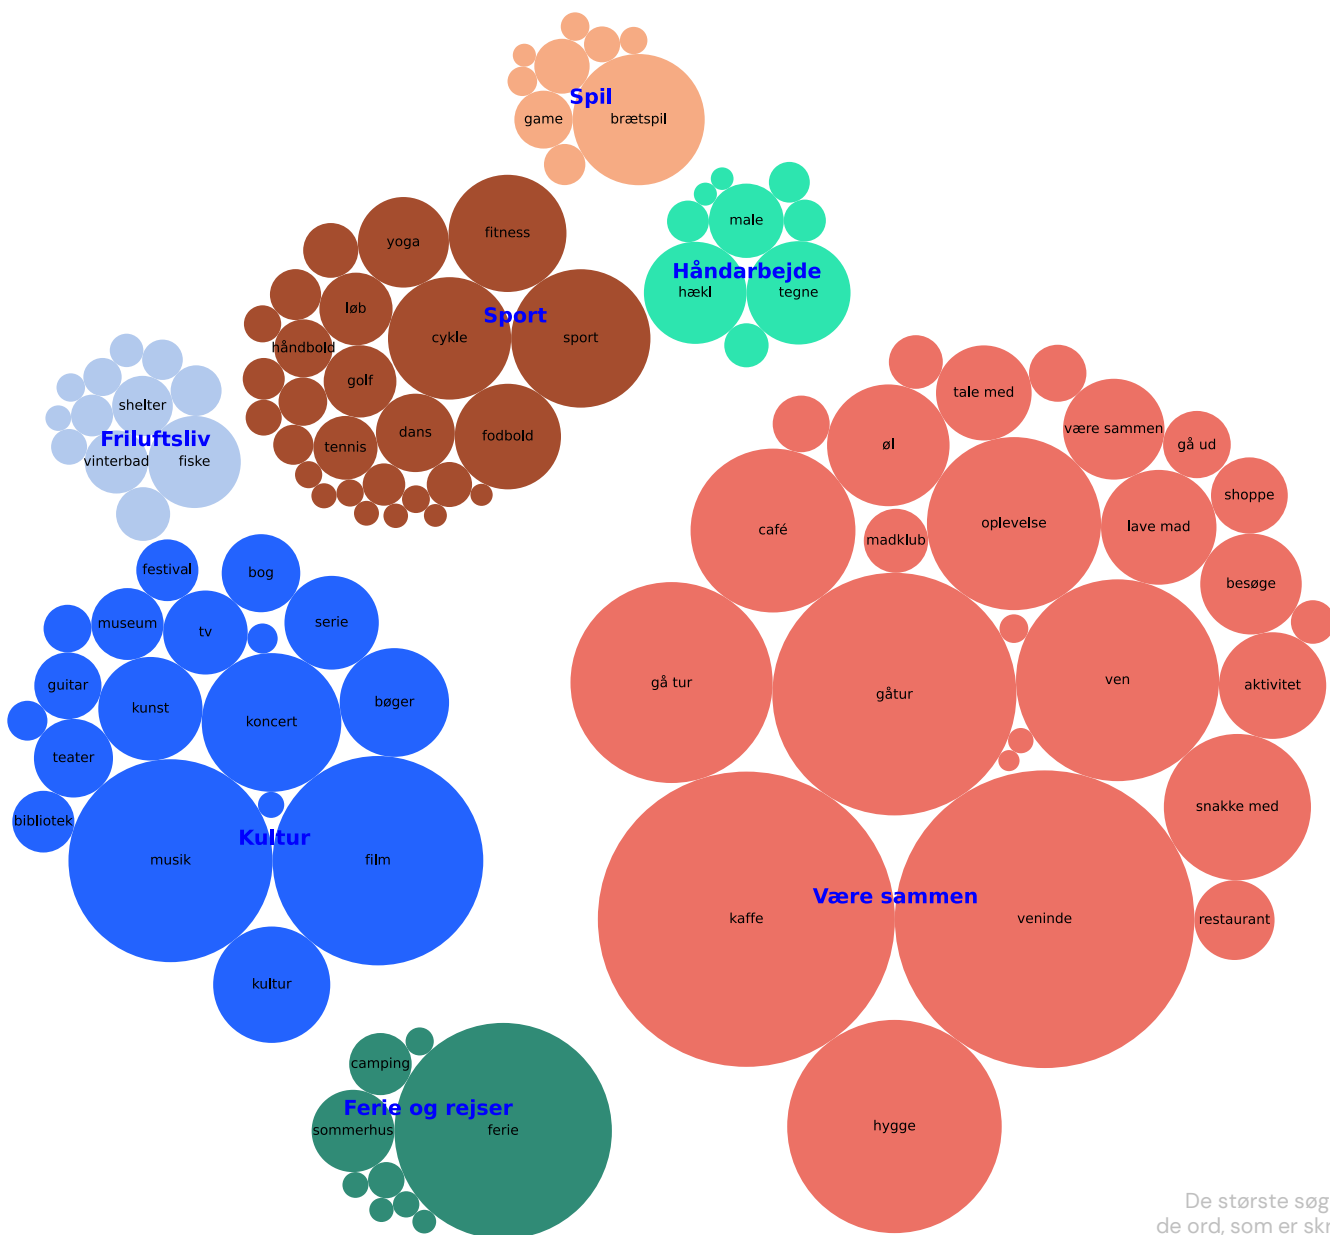 Spil
game
brætspil
male
Håndarbejde
hækl
tegne
yoga
fitness
løb
Sport
håndbold
cykle
sport
golf
dans
tennis
fodbold
shelter
Friluftsliv
vinterbad
fiske
tale med
øl
være sammen
gå ud
shoppe
café
oplevelse
lave mad
madklub
besøge
gå tur
gåtur
ven
aktivitet
snakke med
kaffe
Være sammen
veninde
restaurant
hygge
festival
bog
museum
tv
serie
guitar
kunst
koncert
bøger
teater
bibliotek
Kultur
musik
film
kultur
camping
Ferie og rejser
sommerhus
ferie
De største søg
de ord, som er skr